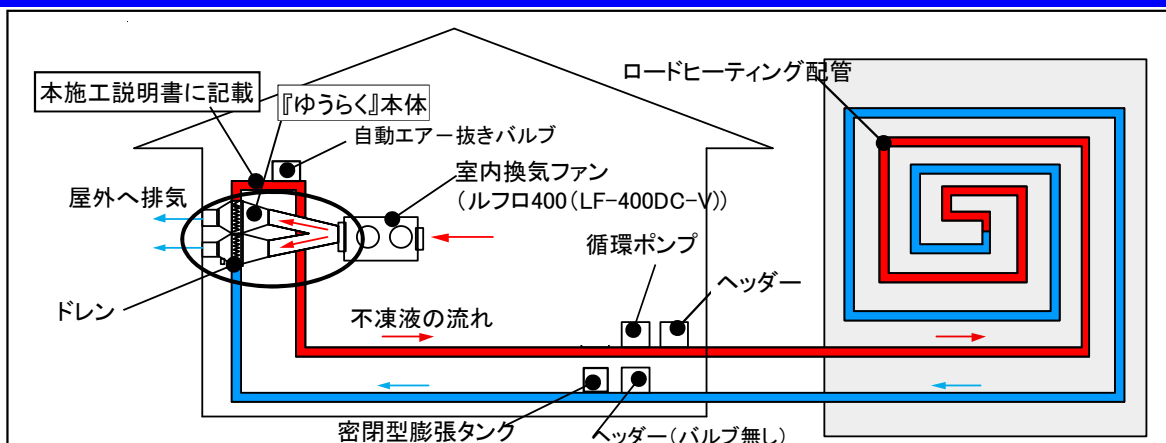 ロードヒーティング配管
本施工説明書に記載
『ゆうらく』本体
自動エアー抜きバルブ
室内換気ファン
(ルフロ400(LF-400DC-V))
屋外へ排気
循環ポンプ
ヘッダー
ドレン
不凍液の流れ
密閉型膨張タンク
ヘッダー(バルブ無し)